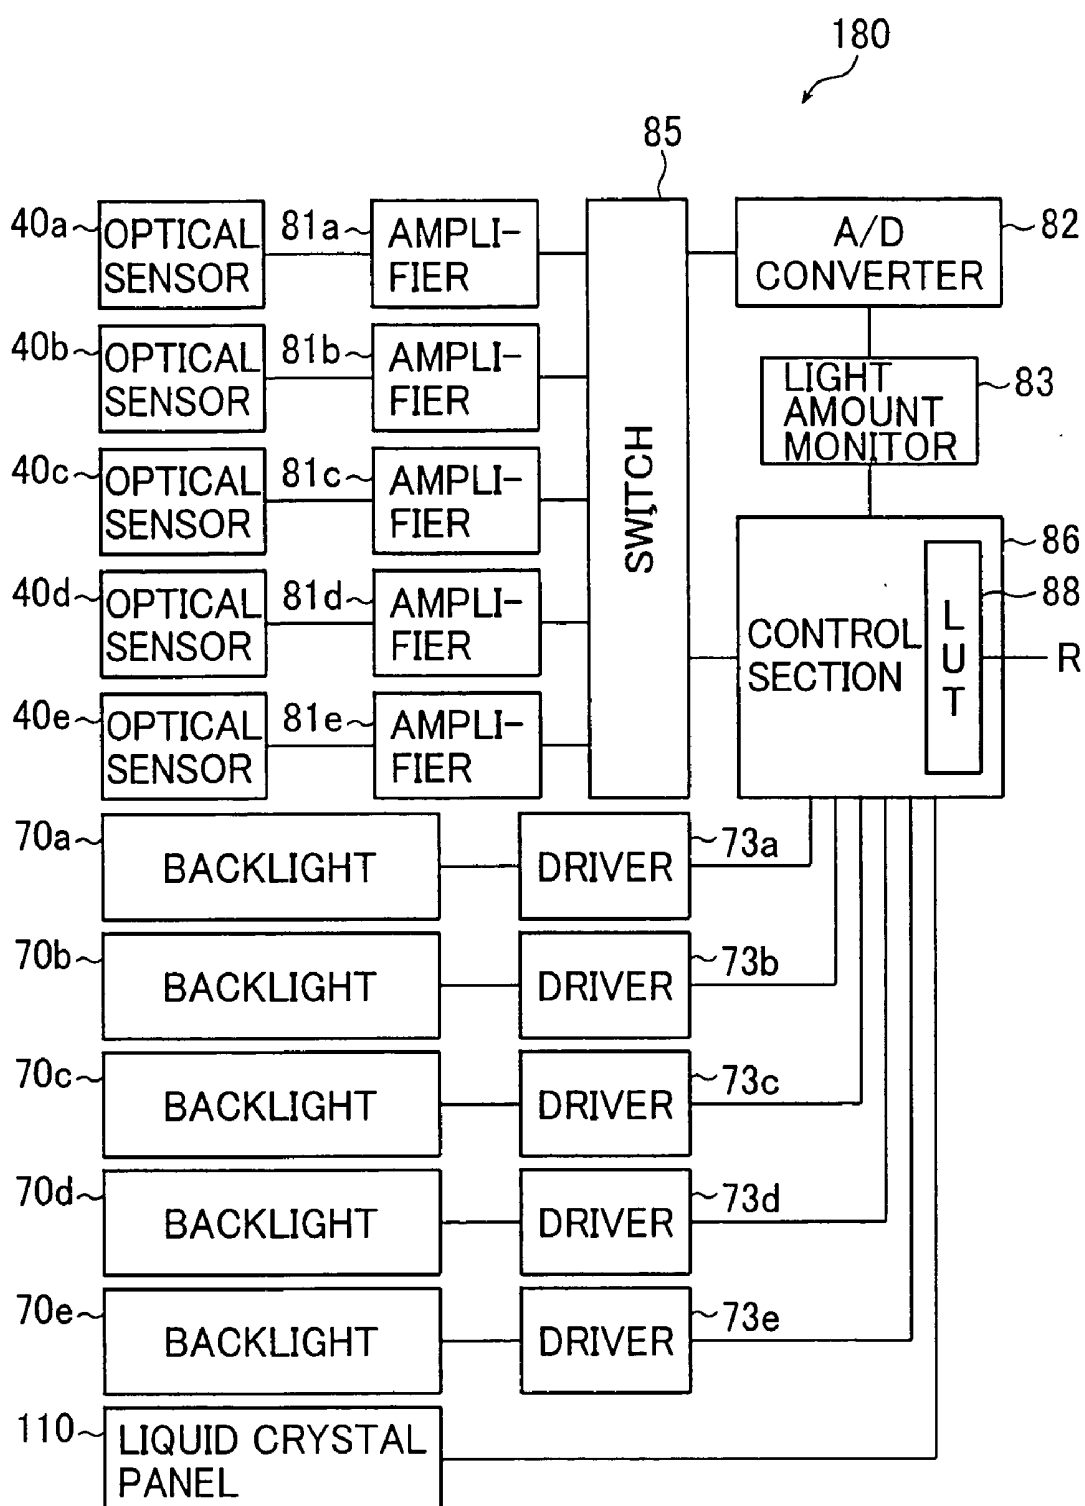 180
85
40a OPTICAL SENSOR 81a AMPLI-FIER A/D CONVERTER 82
40b OPTICAL SENSOR 81b AMPLI-FIER LIGHT AMOUNT MONITOR 83
40c OPTICAL SENSOR 81c AMPLI-FIER SWITCH 86
40d OPTICAL SENSOR 81d AMPLI-FIER CONTROL SECTION LUT 88 R
40e OPTICAL SENSOR 81e AMPLI-FIER
70a BACKLIGHT DRIVER 73a
70b BACKLIGHT DRIVER 73b
70c BACKLIGHT DRIVER 73c
70d BACKLIGHT DRIVER 73d
70e BACKLIGHT DRIVER 73e
110 LIQUID CRYSTAL
PANEL